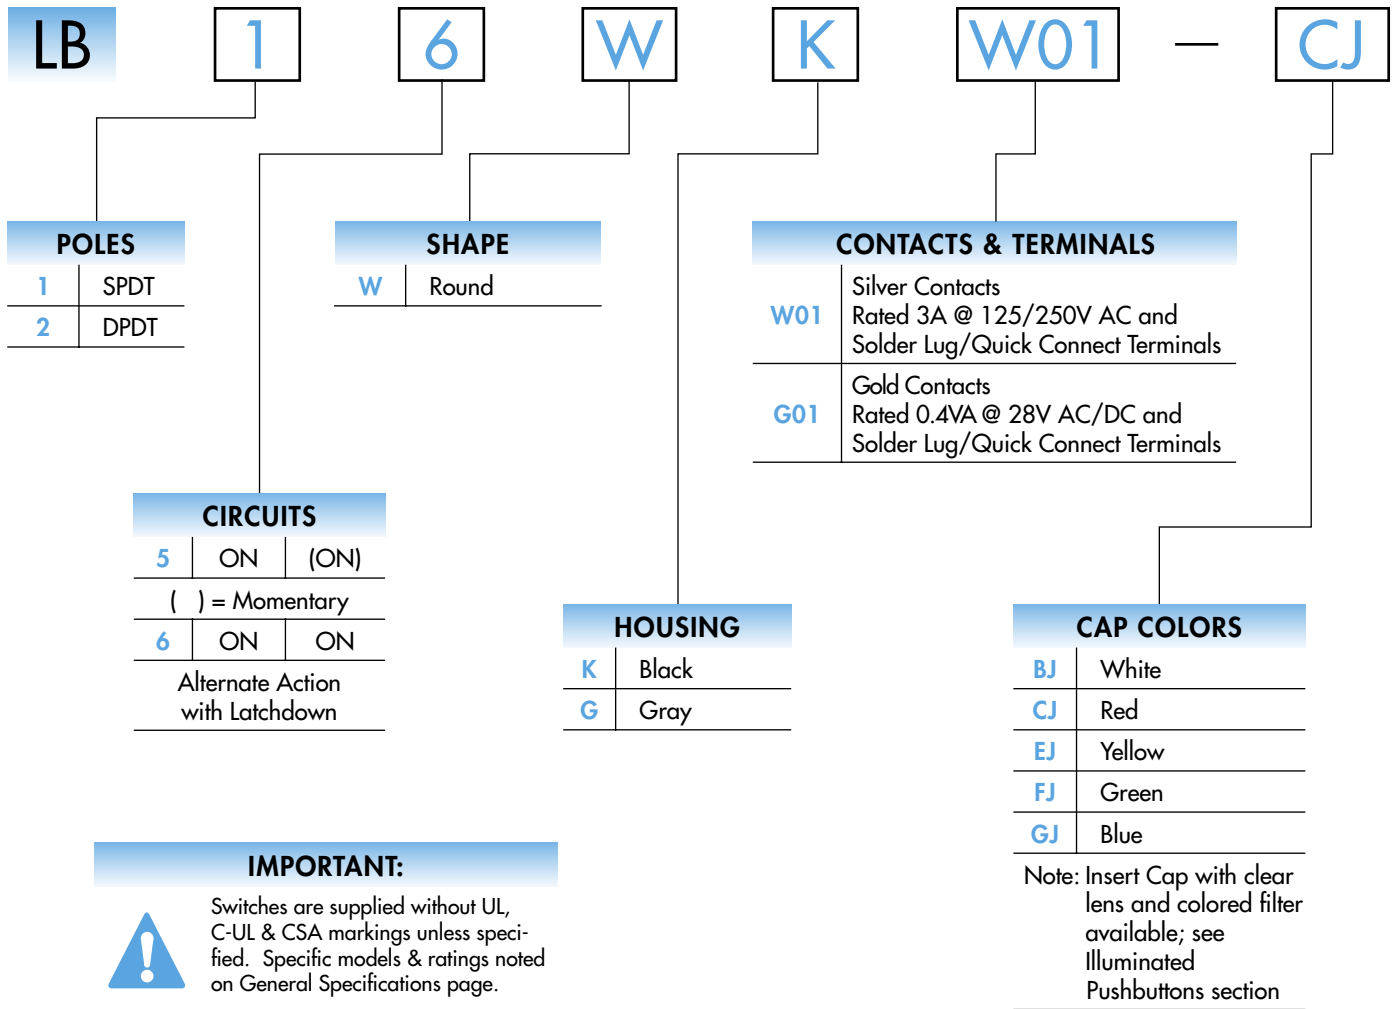 LB 1 6 W K W01 — CJ
POLES
1 SPDT
2 DPDT
SHAPE
W Round
CONTACTS & TERMINALS
W01 Silver Contacts
Rated 3A @ 125/250V AC and
Solder Lug/Quick Connect Terminals
G01 Gold Contacts
Rated 0.4VA @ 28V AC/DC and
Solder Lug/Quick Connect Terminals
CIRCUITS
5 ON (ON)
( ) = Momentary
6 ON ON
Alternate Action
with Latchdown
HOUSING
K Black
G Gray
CAP COLORS
BJ White
CJ Red
EJ Yellow
FJ Green
GJ Blue
Note: Insert Cap with clear
lens and colored filter
available; see
Illuminated
Pushbuttons section
IMPORTANT:
Switches are supplied without UL,
C-UL & CSA markings unless speci-
fied. Specific models & ratings noted
on General Specifications page.